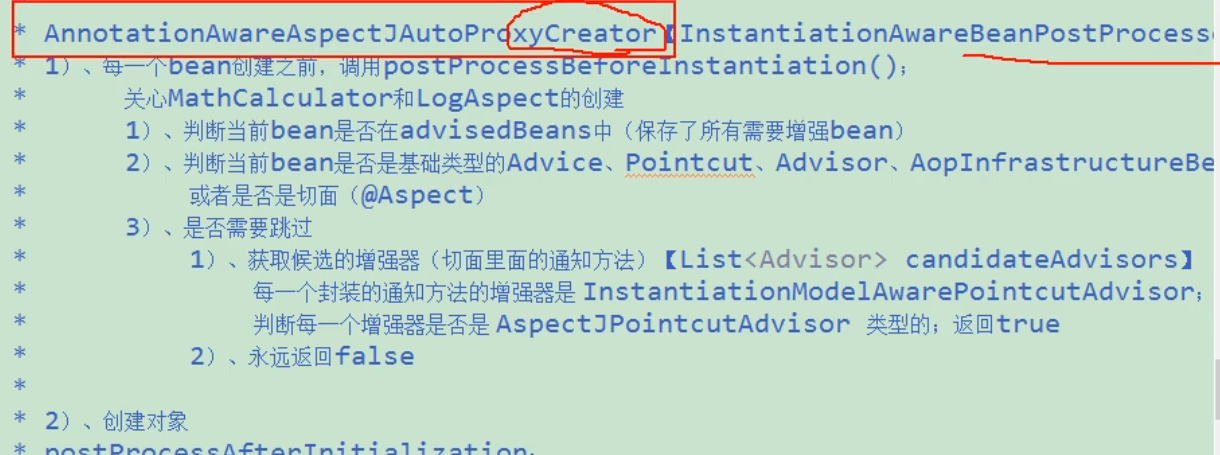 * AnnotationAwareAspectJAutoProxyCreator【InstantiationAwareBeanPostProcesso
* 1）、每一个bean创建之前，调用postProcessBeforeInstantiation()；
* 关心MathCalculator和LogAspect的创建
* 1）、判断当前bean是否在advisedBeans中（保存了所有需要增强bean）
* 2）、判断当前bean是否是基础类型的Advice、Pointcut、Advisor、AopInfrastructureBe
* 或者是否是切面（@Aspect）
* 3）、是否需要跳过
* 1）、获取候选的增强器（切面里面的通知方法）【List<Advisor> candidateAdvisors】
* 每一个封装的通知方法的增强器是 InstantiationModelAwarePointcutAdvisor；
* 判断每一个增强器是否是 AspectJPointcutAdvisor 类型的；返回true
* 2）、永远返回false
*
* 2）、创建对象
* postProcessAfterInitialization；